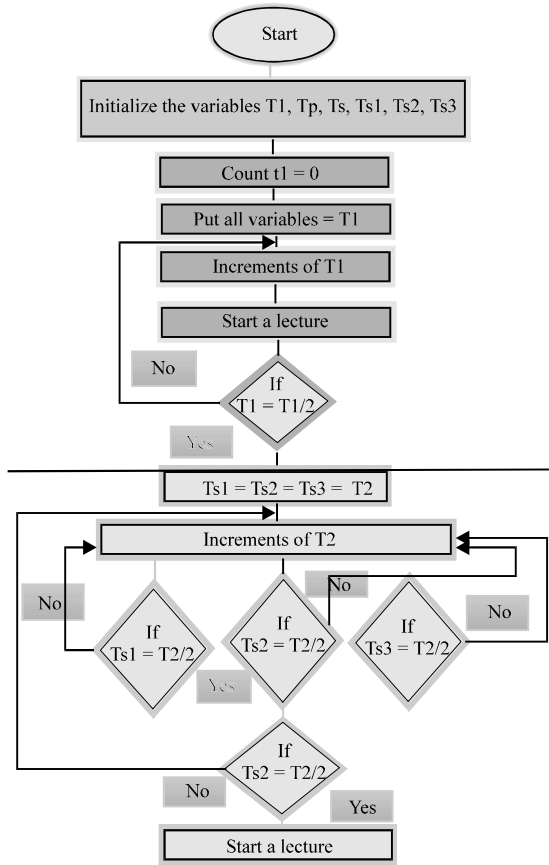 Start
Initialize the variables T1, Tp, Ts, Ts1, Ts2, Ts3
Count t1 = 0
Put all variables = T1
Increments of T1
Start a lecture
No
If
T1 = T1/2
Yes
Ts1 = Ts2 = Ts3 = T2
Increments of T2
No
If
Ts1 = T2/2
No
If
Ts2 = T2/2
Yes
If
Ts3 = T2/2
No
If
Ts2 = T2/2
No
Yes
Start a lecture